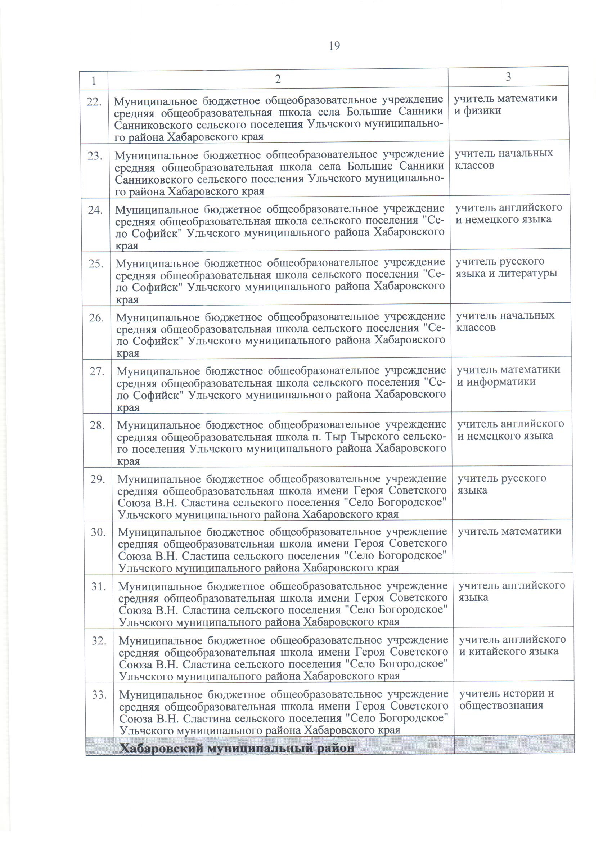 19
1 2 3
22. Муниципальное бюджетное общеобразовательное учреждение учитель математики
средняя общеобразовательная школа села Большие Санники и физики
Санниковского сельского поселения Ульчского муниципально-
го района Хабаровского края
23. Муниципальное бюджетное общеобразовательное учреждение учитель начальных
средняя общеобразовательная школа села Большие Санники классов
Санниковского сельского поселения Ульчского муниципально-
го района Хабаровского края
24. Муниципальное бюджетное общеобразовательное учреждение учитель английского
средняя общеобразовательная школа сельского поселения "Се- и немецкого языка
ло Софийск" Ульчского муниципального района Хабаровского
края
25. Муниципальное бюджетное общеобразовательное учреждение учитель русского
средняя общеобразовательная школа сельского поселения "Се- языка и литературы
ло Софийск" Ульчского муниципального района Хабаровского
края
26. Муниципальное бюджетное общеобразовательное учреждение учитель начальных
средняя общеобразовательная школа сельского поселения "Се- классов
ло Софийск" Ульчского муниципального района Хабаровского
края
27. Муниципальное бюджетное общеобразовательное учреждение учитель математики
средняя общеобразовательная школа сельского поселения "Се- и информатики
ло Софийск" Ульчского муниципального района Хабаровского
края
28. Муниципальное бюджетное общеобразовательное учреждение учитель английского
средняя общеобразовательная школа п. Тыр Тырского сельско- и немецкого языка
го поселения Ульчского муниципального района Хабаровского
края
29. Муниципальное бюджетное общеобразовательное учреждение учитель русского
средняя общеобразовательная школа имени Героя Советского языка
Союза В.Н. Сластина сельского поселения "Село Богородское"
Ульчского муниципального района Хабаровского края
30. Муниципальное бюджетное общеобразовательное учреждение учитель математики
средняя общеобразовательная школа имени Героя Советского
Союза В.Н. Сластина сельского поселения "Село Богородское"
Ульчского муниципального района Хабаровского края
31. Муниципальное бюджетное общеобразовательное учреждение учитель английского
средняя общеобразовательная школа имени Героя Советского языка
Союза В.Н. Сластина сельского поселения "Село Богородское"
Ульчского муниципального района Хабаровского края
32. Муниципальное бюджетное общеобразовательное учреждение учитель английского
средняя общеобразовательная школа имени Героя Советского и китайского языка
Союза В.Н. Сластина сельского поселения "Село Богородское"
Ульчского муниципального района Хабаровского края
33. Муниципальное бюджетное общеобразовательное учреждение учитель истории и
средняя общеобразовательная школа имени Героя Советского обществознания
Союза В.Н. Сластина сельского поселения "Село Богородское"
Ульчского муниципального района Хабаровского края
Хабаровский муниципальный район